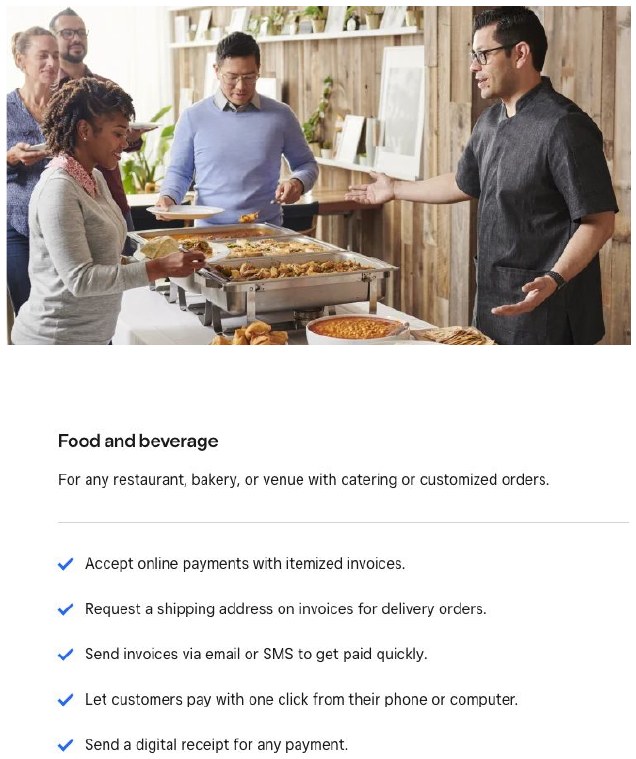 Food and beverage
For any restaurant, bakery, or venue with catering or customized orders.
Accept online payments with itemized invoices.
Request a shipping address on invoices for delivery orders.
Send invoices via email or SMS to get paid quickly.
Let customers pay with one click from their phone or computer.
Send a digital receipt for any payment.